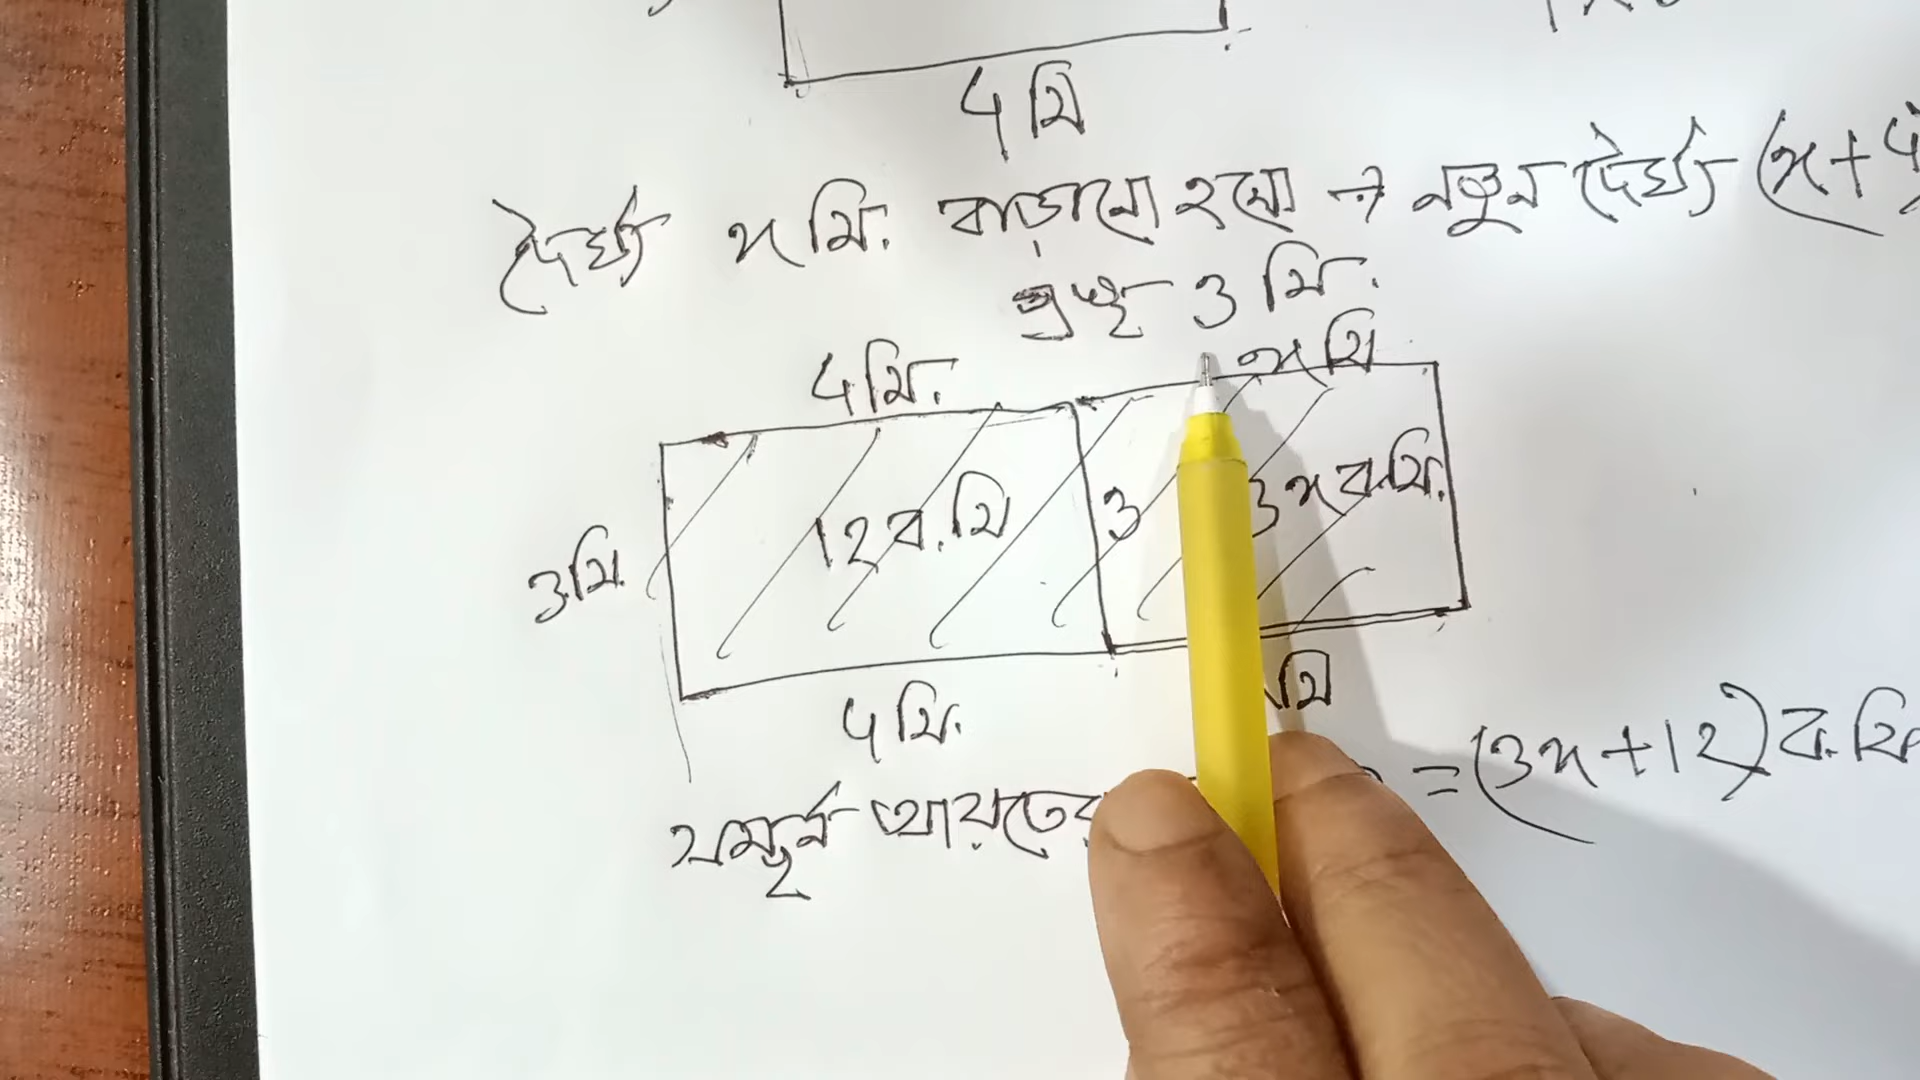 4 মি
দৈর্ঘ্য x মি. বাড়ানো হলো → নতুন দৈর্ঘ্য (x+4)
প্রস্থ 3 মি.
4 মি. x মি
3 মি. 12 ব. মি 3 3x ব.মি.
4 মি. মি
সম্পূর্ন আয়তের = (3x+12) ব. মি